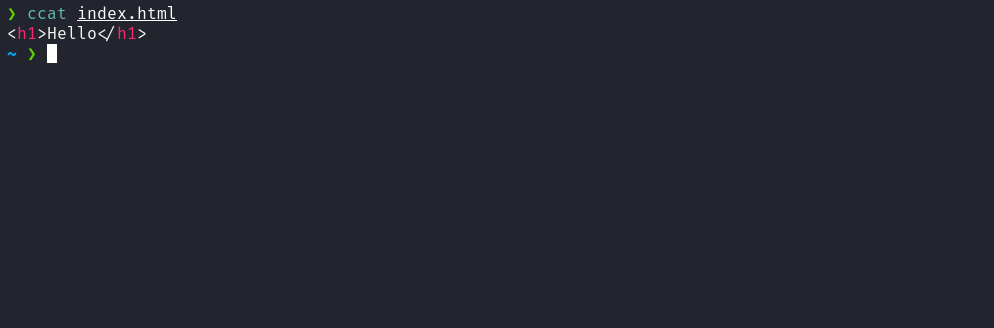 ❯ ccat index.html
<h1>Hello</h1>
~ ❯